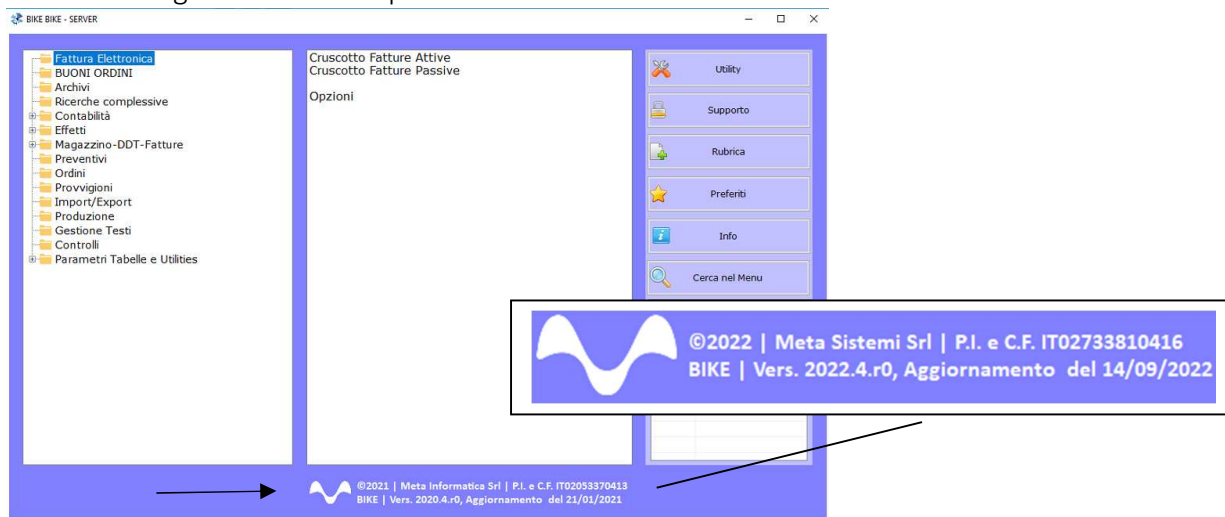 BIKE BIKE - SERVER
Fattura Elettronica
BUONI ORDINI
Archivi
Ricerche complessive
Contabilità
Effetti
Magazzino-DDT-Fatture
Preventivi
Ordini
Provvigioni
Import/Export
Produzione
Gestione Testi
Controlli
Parametri Tabelle e Utilities
Cruscotto Fatture Attive
Cruscotto Fatture Passive
Opzioni
Utility
Supporto
Rubrica
Preferiti
Info
Cerca nel Menu
©2022 | Meta Sistemi Srl | P.I. e C.F. IT02733810416
BIKE | Vers. 2022.4.r0, Aggiornamento del 14/09/2022
©2021 | Meta Informatica Srl | P.I. e C.F. IT02053370413
BIKE | Vers. 2020.4.r0, Aggiornamento del 21/01/2021